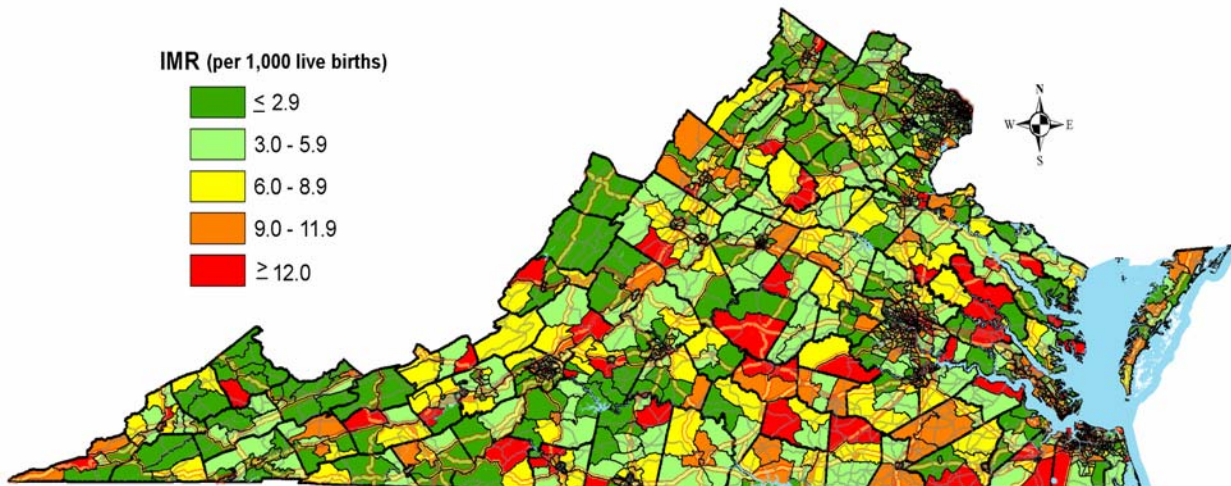 IMR (per 1,000 live births)
≤ 2.9
3.0 - 5.9
6.0 - 8.9
9.0 - 11.9
≥ 12.0
N
W E
S